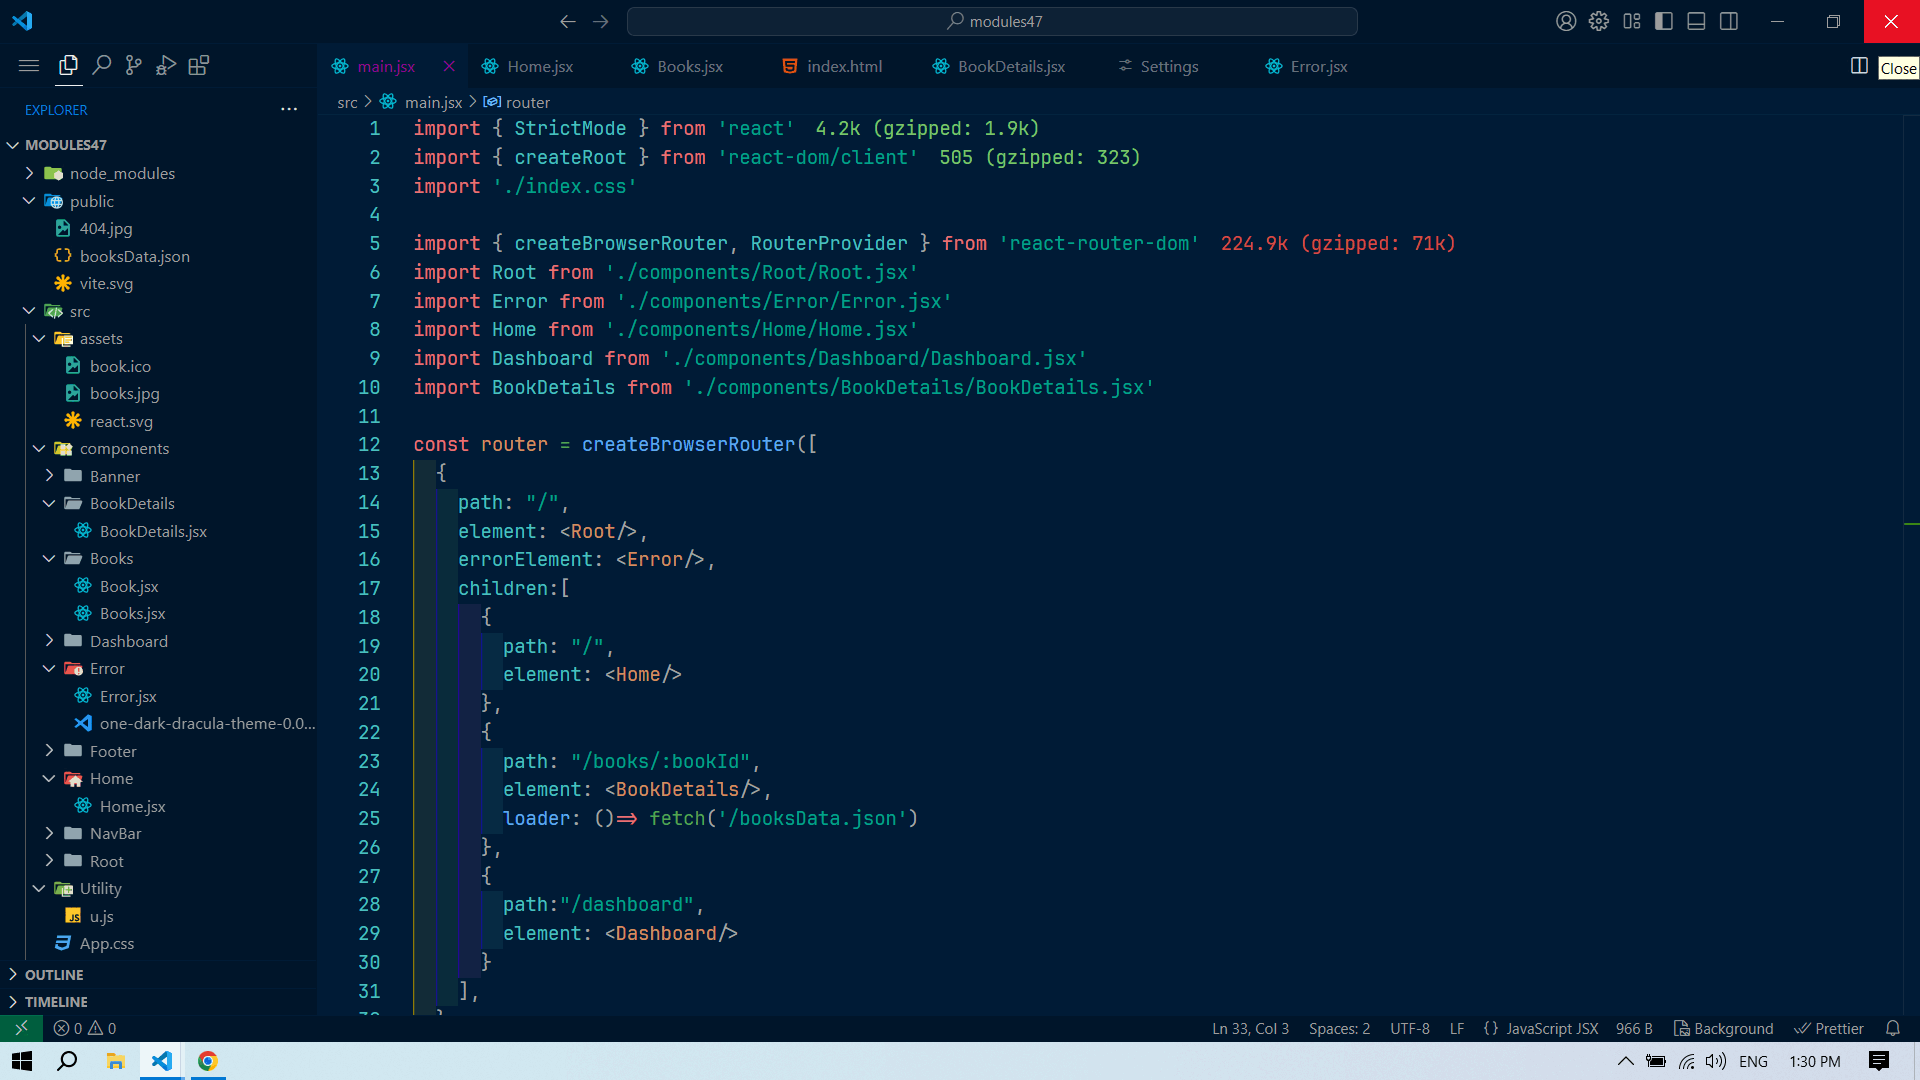 modules47
main.jsx
Home.jsx
Books.jsx
index.html
BookDetails.jsx
Settings
Error.jsx
Close
EXPLORER
MODULES47
node_modules
public
404.jpg
booksData.json
vite.svg
src
assets
book.ico
books.jpg
react.svg
components
Banner
BookDetails
BookDetails.jsx
Books
Book.jsx
Books.jsx
Dashboard
Error
Error.jsx
one-dark-dracula-theme-0.0...
Footer
Home
Home.jsx
NavBar
Root
Utility
u.js
App.css
OUTLINE
TIMELINE
src > main.jsx > router
1 import { StrictMode } from 'react' 4.2k (gzipped: 1.9k)
2 import { createRoot } from 'react-dom/client' 505 (gzipped: 323)
3 import './index.css'
4
5 import { createBrowserRouter, RouterProvider } from 'react-router-dom' 224.9k (gzipped: 71k)
6 import Root from './components/Root/Root.jsx'
7 import Error from './components/Error/Error.jsx'
8 import Home from './components/Home/Home.jsx'
9 import Dashboard from './components/Dashboard/Dashboard.jsx'
10 import BookDetails from './components/BookDetails/BookDetails.jsx'
11
12 const router = createBrowserRouter([
13 {
14 path: "/",
15 element: <Root/>,
16 errorElement: <Error/>,
17 children:[
18 {
19 path: "/",
20 element: <Home/>
21 },
22 {
23 path: "/books/:bookId",
24 element: <BookDetails/>,
25 loader: ()=> fetch('/booksData.json')
26 },
27 {
28 path:"/dashboard",
29 element: <Dashboard/>
30 }
31 ],
0 0
Ln 33, Col 3
Spaces: 2
UTF-8
LF
{ } JavaScript JSX
966 B
Background
Prettier
ENG
1:30 PM